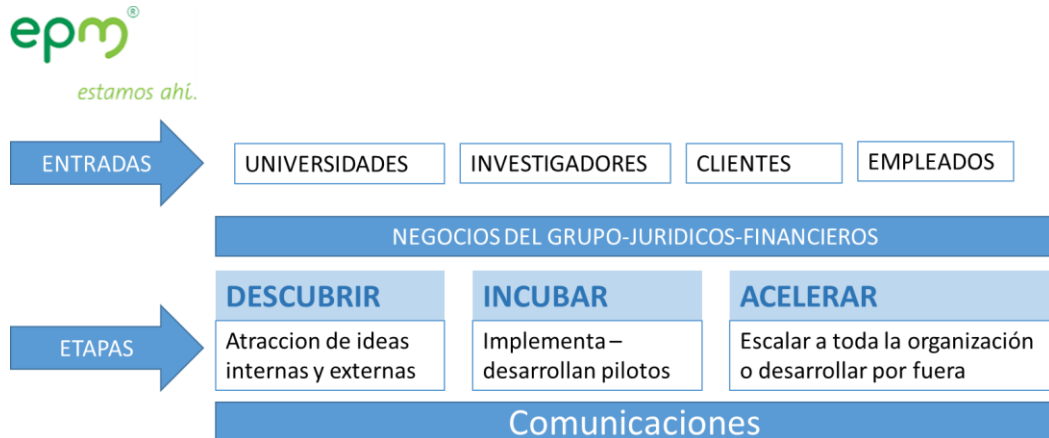 epm®
estamos ahí.
ENTRADAS
UNIVERSIDADES
INVESTIGADORES
CLIENTES
EMPLEADOS
NEGOCIOS DEL GRUPO-JURIDICOS-FINANCIEROS
ETAPAS
DESCUBRIR
Atraccion de ideas
internas y externas
INCUBAR
Implementa –
desarrollan pilotos
ACELERAR
Escalar a toda la organización
o desarrollar por fuera
Comunicaciones